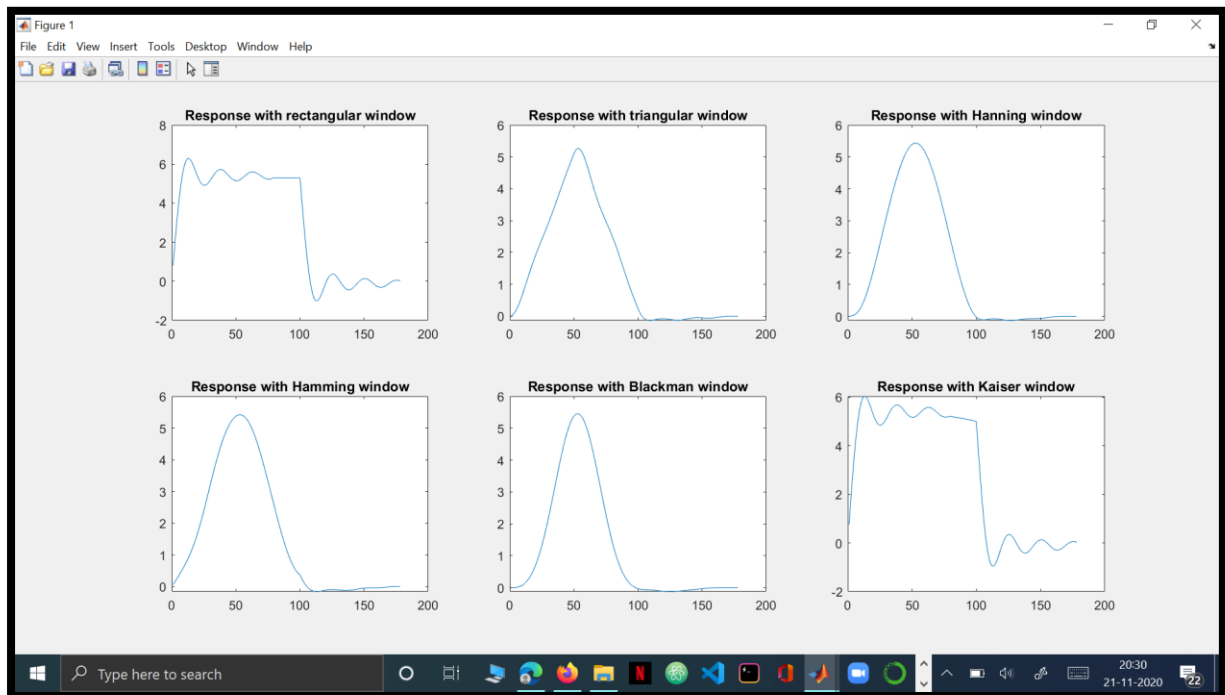 Figure 1
File Edit View Insert Tools Desktop Window Help
Response with rectangular window
8
6
4
2
0
-2
0 50 100 150 200
Response with triangular window
6
5
4
3
2
1
0
0 50 100 150 200
Response with Hanning window
6
5
4
3
2
1
0
0 50 100 150 200
Response with Hamming window
6
5
4
3
2
1
0
0 50 100 150 200
Response with Blackman window
6
5
4
3
2
1
0
0 50 100 150 200
Response with Kaiser window
6
4
2
0
-2
0 50 100 150 200
Type here to search
N
20:30
21-11-2020
22